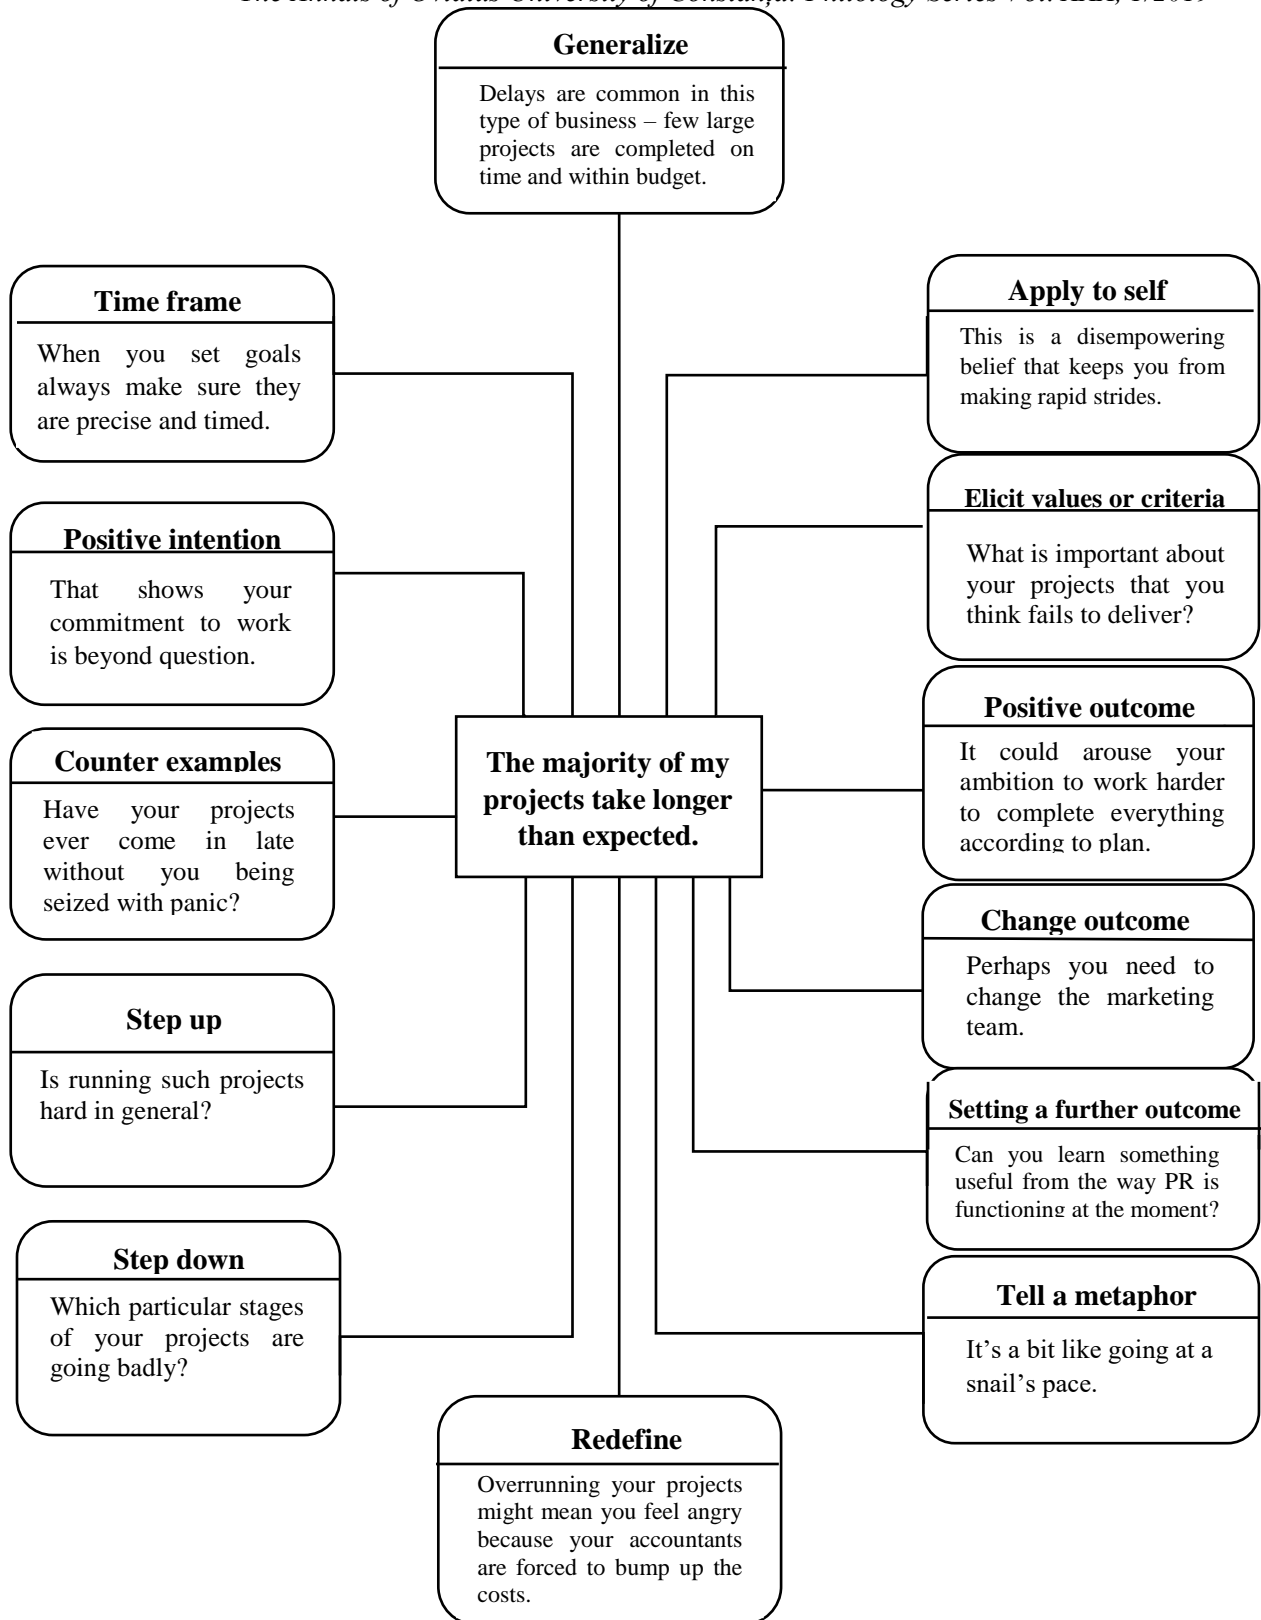 The Annals of Ovidius University of Constanța: Philology Series Vol. XXX, 1/2019
Generalize
Delays are common in this
type of business – few large
projects are completed on
time and within budget.
Time frame
When you set goals
always make sure they
are precise and timed.
Apply to self
This is a disempowering
belief that keeps you from
making rapid strides.
Positive intention
That shows your
commitment to work
is beyond question.
Elicit values or criteria
What is important about
your projects that you
think fails to deliver?
Counter examples
Have your projects
ever come in late
without you being
seized with panic?
The majority of my
projects take longer
than expected.
Positive outcome
It could arouse your
ambition to work harder
to complete everything
according to plan.
Change outcome
Perhaps you need to
change the marketing
team.
Step up
Is running such projects
hard in general?
Setting a further outcome
Can you learn something
useful from the way PR is
functioning at the moment?
Step down
Which particular stages
of your projects are
going badly?
Tell a metaphor
It's a bit like going at a
snail's pace.
Redefine
Overrunning your projects
might mean you feel angry
because your accountants
are forced to bump up the
costs.